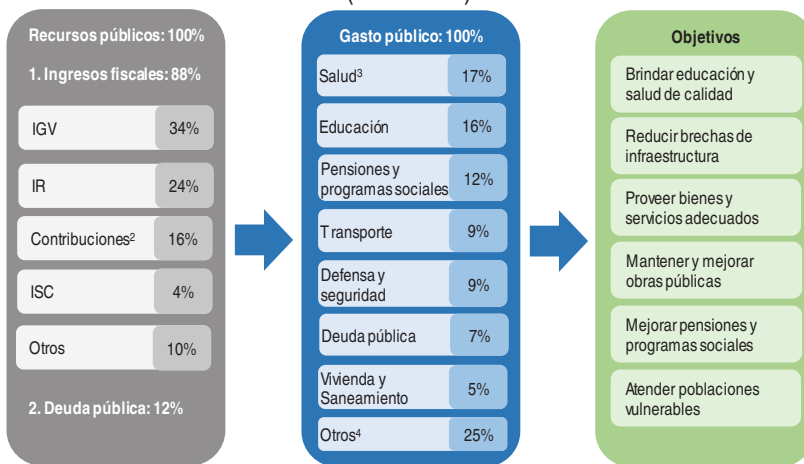 Recursos públicos: 100%
1. Ingresos fiscales: 88%
IGV 34%
IR 24%
Contribuciones² 16%
ISC 4%
Otros 10%
2. Deuda pública: 12%
Gasto público: 100%
Salud³ 17%
Educación 16%
Pensiones y
programas sociales 12%
Transporte 9%
Defensa y
seguridad 9%
Deuda pública 7%
Vivienda y
Saneamiento 5%
Otros⁴ 25%
Objetivos
Brindar educación y
salud de calidad
Reducir brechas de
infraestructura
Proveer bienes y
servicios adecuados
Mantener y mejorar
obras públicas
Mejorar pensiones y
programas sociales
Atender poblaciones
vulnerables